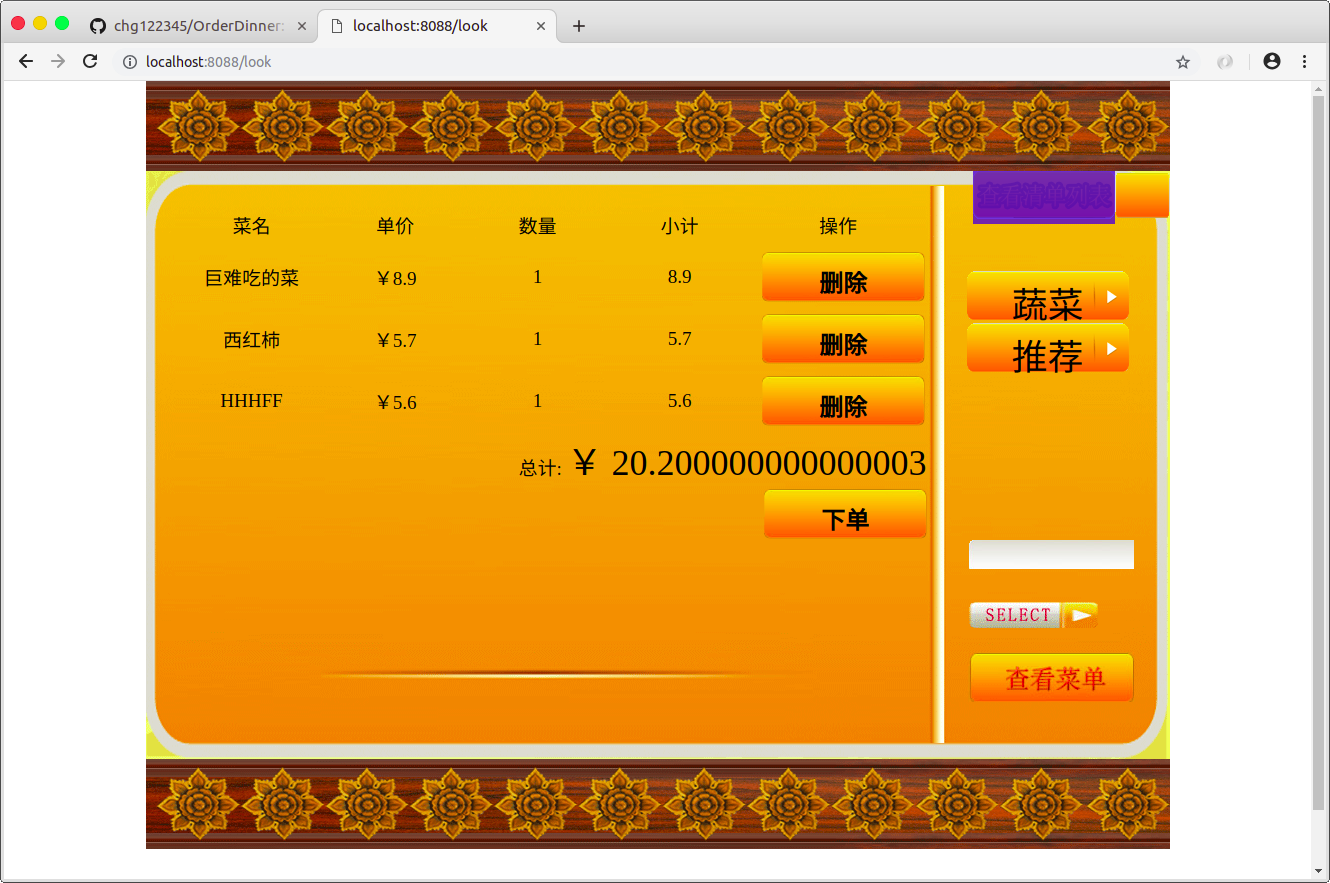 chg122345/OrderDinner:
localhost:8088/look
localhost:8088/look
查看清单列表
菜名 单价 数量 小计 操作
巨难吃的菜 ￥8.9 1 8.9 删除
西红柿 ￥5.7 1 5.7 删除
HHHFF ￥5.6 1 5.6 删除
总计: ￥ 20.200000000000003
下单
蔬菜
推荐
SELECT
查看菜单